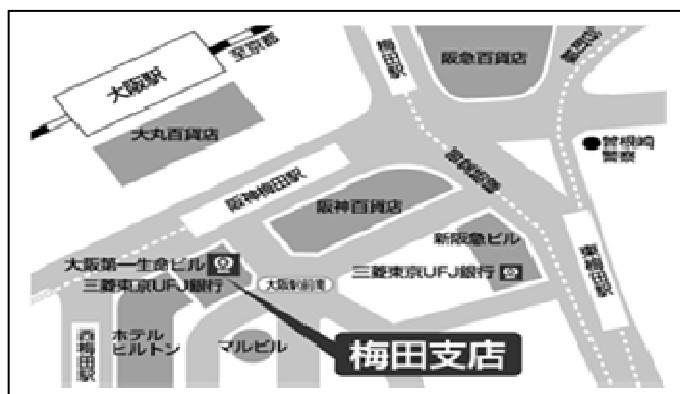 大阪駅
至京都
大丸百貨店
梅田駅
阪急百貨店
曽根崎
警察
阪神梅田駅
阪神百貨店
新阪急ビル
三菱東京UFJ銀行
東梅田駅
大阪第一生命ビル
三菱東京UFJ銀行
大阪駅前
西梅田駅
ホテル
ヒルトン
マルビル
梅田支店